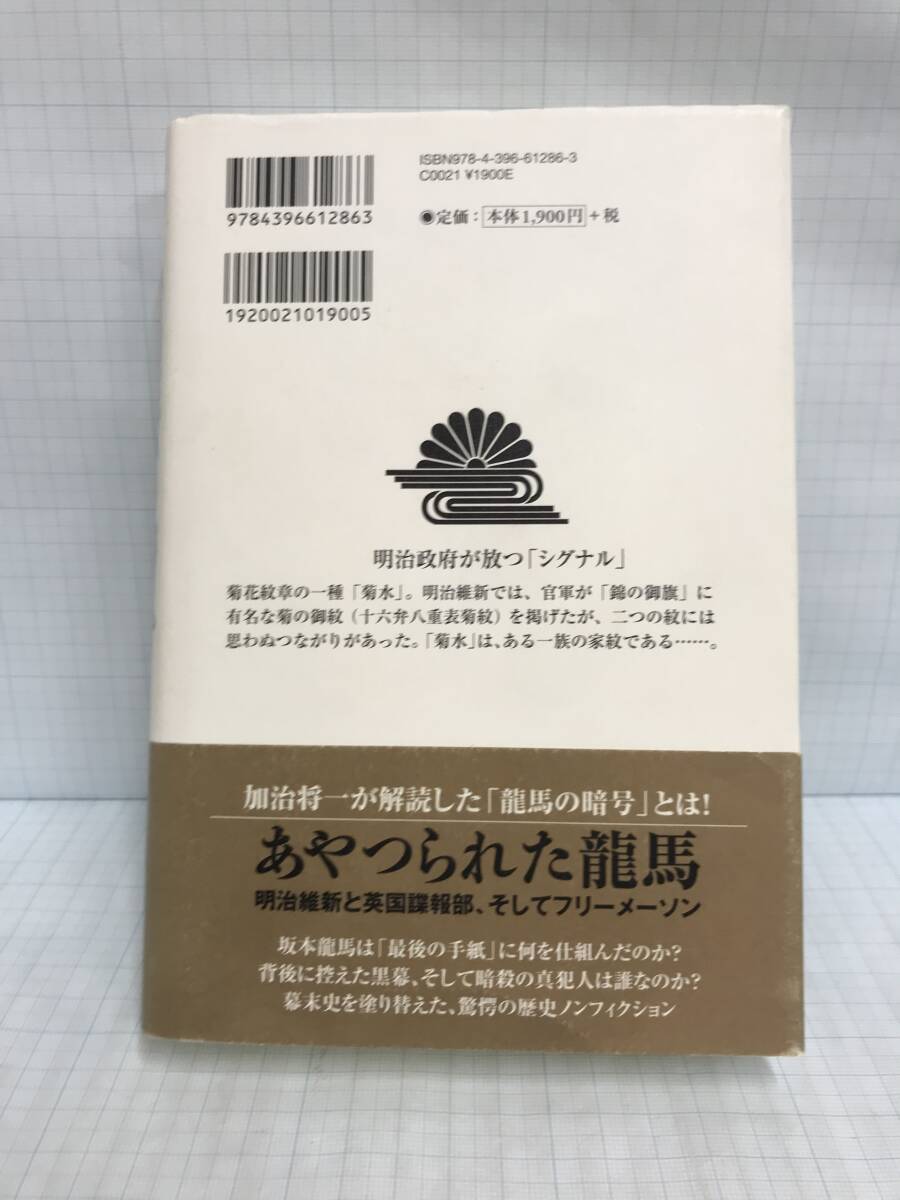 ISBN978-4-396-61286-3
C0021 ¥1900E
9784396612863
◉定価：本体1,900円＋税
1920021019005
明治政府が放つ「シグナル」
菊花紋章の一種「菊水」。明治維新では、官軍が「錦の御旗」に
有名な菊の御紋（十六弁八重表菊紋）を掲げたが、二つの紋には
思わぬつながりがあった。「菊水」は、ある一族の家紋である……。
加治将一が解読した「龍馬の暗号」とは！
あやつられた龍馬
明治維新と英国諜報部、そしてフリーメーソン
坂本龍馬は「最後の手紙」に何を仕組んだのか？
背後に控えた黒幕、そして暗殺の真犯人は誰なのか？
幕末史を塗り替えた、驚愕の歴史ノンフィクション